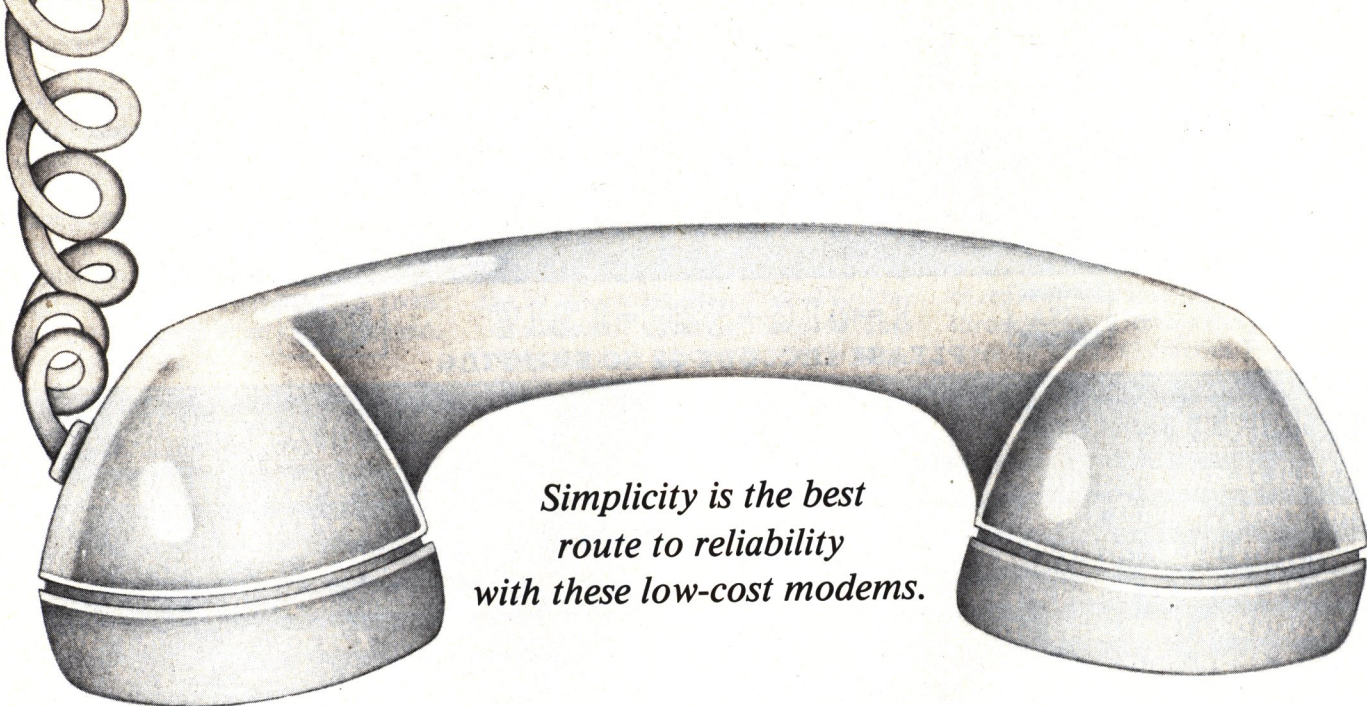 Simplicity is the best
route to reliability
with these low-cost modems.